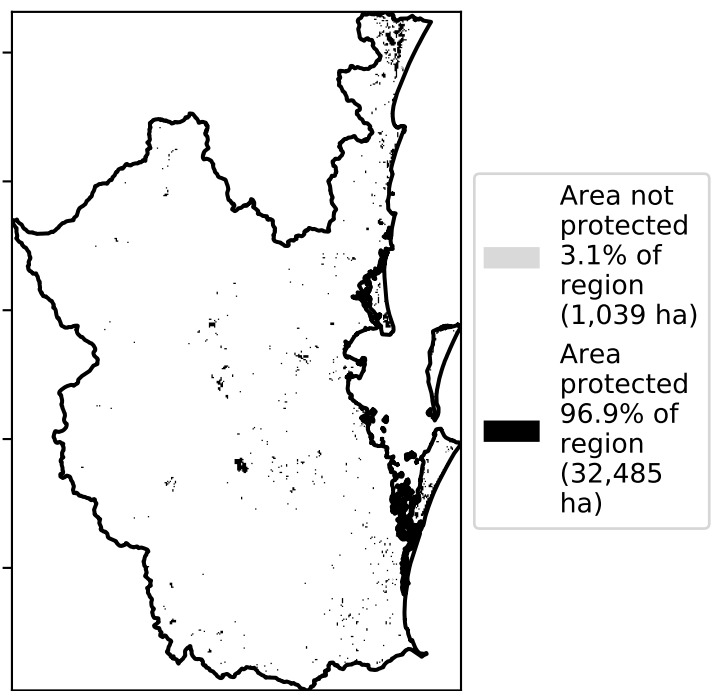 Area not
protected
3.1% of
region
(1,039 ha)
Area
protected
96.9% of
region
(32,485
ha)